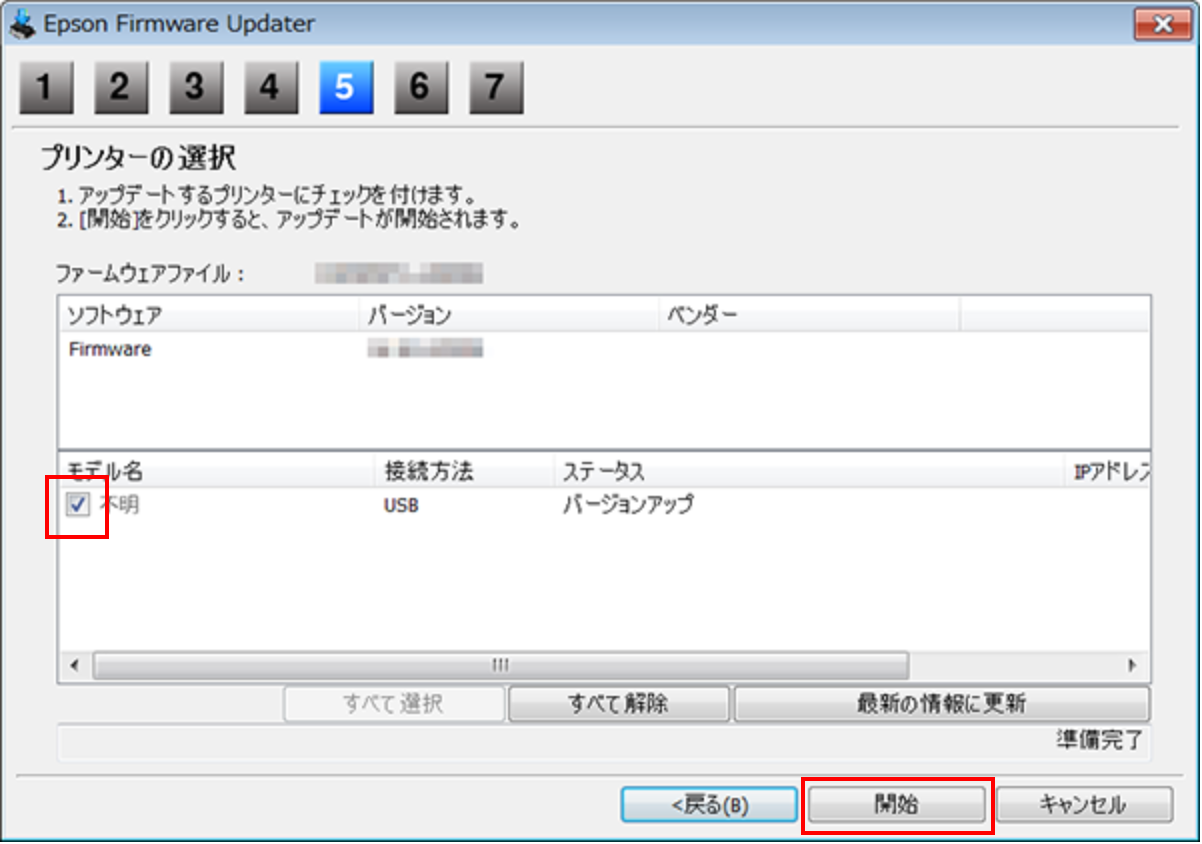 Epson Firmware Updater
1 2 3 4 5 6 7
プリンターの選択
1. アップデートするプリンターにチェックを付けます。
2. [開始]をクリックすると、アップデートが開始されます。
ファームウェアファイル：
ソフトウェア バージョン ベンダー
Firmware
モデル名 接続方法 ステータス IPアドレス
不明 USB バージョンアップ
すべて選択 すべて解除 最新の情報に更新
準備完了
<戻る(B) 開始 キャンセル